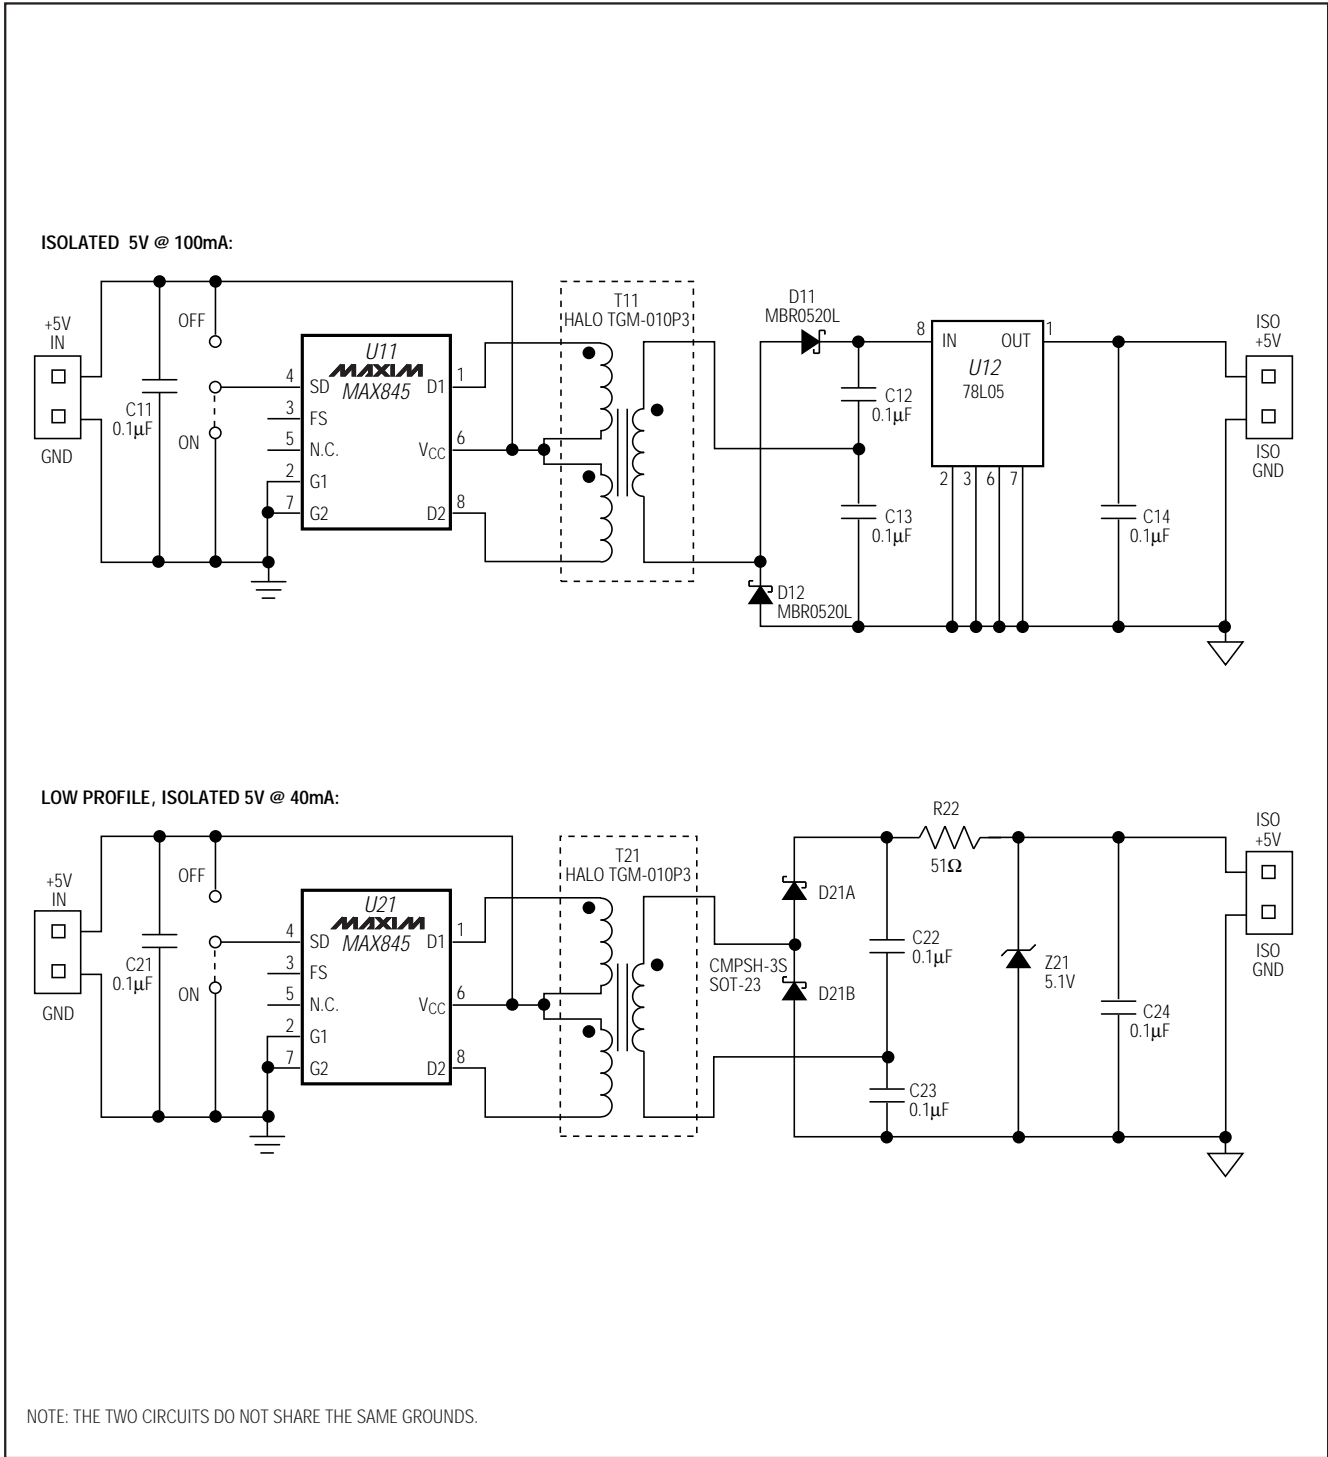 ISOLATED 5V @ 100mA:
+5V
IN
GND
C11
0.1μF
OFF
ON
U11
MAXIM
MAX845
4 SD
3 FS
5 N.C.
2 G1
7 G2
D1 1
VCC 6
D2 8
T11
HALO TGM-010P3
D11
MBR0520L
D12
MBR0520L
C12
0.1μF
C13
0.1μF
8 IN
OUT 1
U12
78L05
2 3 6 7
C14
0.1μF
ISO
+5V
ISO
GND
LOW PROFILE, ISOLATED 5V @ 40mA:
+5V
IN
GND
C21
0.1μF
OFF
ON
U21
MAXIM
MAX845
4 SD
3 FS
5 N.C.
2 G1
7 G2
D1 1
VCC 6
D2 8
T21
HALO TGM-010P3
D21A
CMPSH-3S
SOT-23
D21B
C22
0.1μF
C23
0.1μF
R22
51Ω
Z21
5.1V
C24
0.1μF
ISO
+5V
ISO
GND
NOTE: THE TWO CIRCUITS DO NOT SHARE THE SAME GROUNDS.